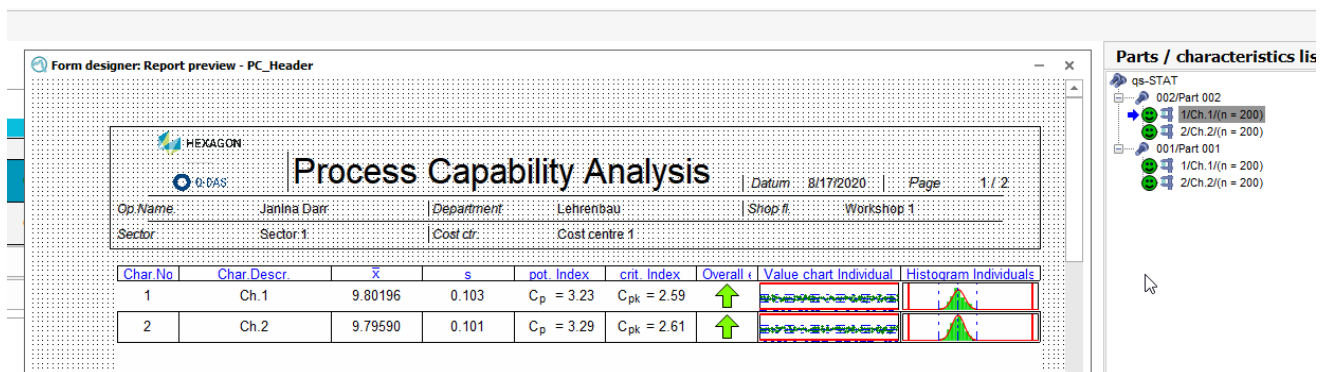 Form designer: Report preview - PC_Header
HEXAGON
Q-DAS
Process Capability Analysis
Datum 8/17/2020 Page 1 / 2
Op.Name. Janina Darr Department Lehrenbau Shop fl. Workshop 1
Sector Sector 1 Cost ctr. Cost centre 1
Char.No Char.Descr. x̅ s pot. Index crit. Index Overall Value chart Individual Histogram Individuals
1 Ch.1 9.80196 0.103 Cp = 3.23 Cpk = 2.59
2 Ch.2 9.79590 0.101 Cp = 3.29 Cpk = 2.61
Parts / characteristics lis
qs-STAT
002/Part 002
1/Ch.1/(n = 200)
2/Ch.2/(n = 200)
001/Part 001
1/Ch.1/(n = 200)
2/Ch.2/(n = 200)